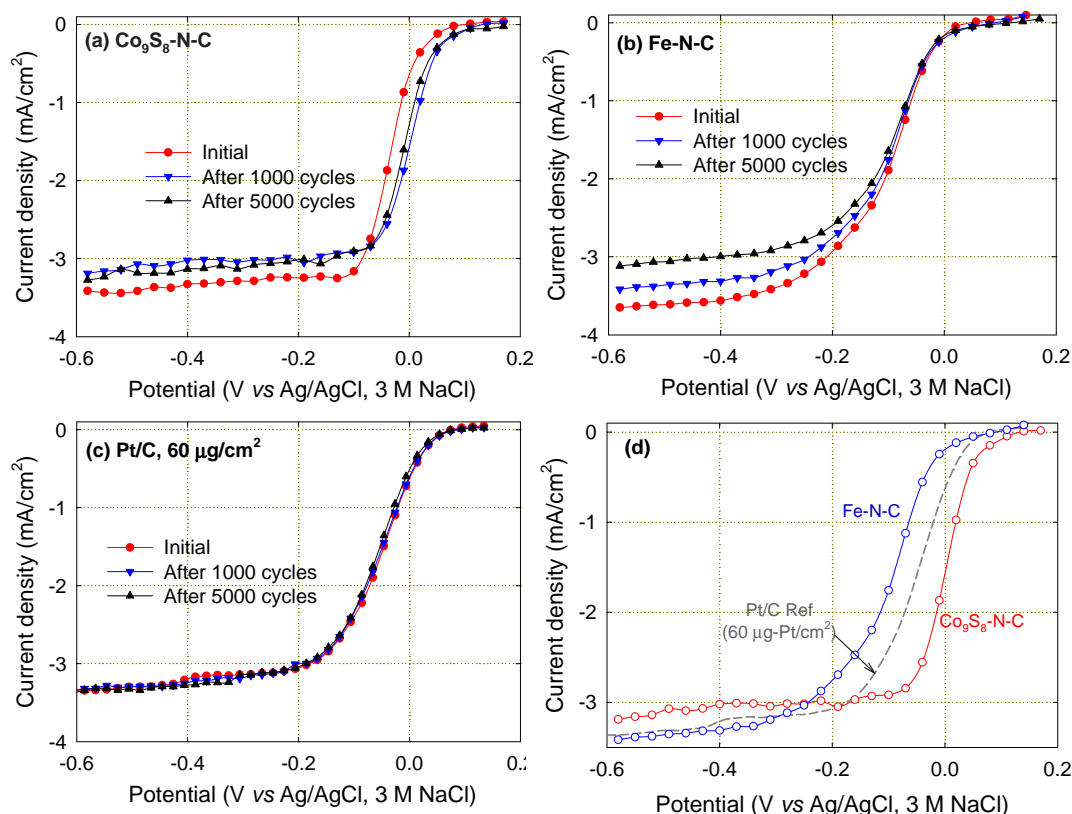 (a) Co₉S₈-N-C
Current density (mA/cm²)
0
-1
-2
-3
-4
Initial
After 1000 cycles
After 5000 cycles
-0.6 -0.4 -0.2 0.0 0.2
Potential (V vs Ag/AgCl, 3 M NaCl)
(b) Fe-N-C
Current density (mA/cm²)
0
-1
-2
-3
-4
Initial
After 1000 cycles
After 5000 cycles
-0.6 -0.4 -0.2 0.0 0.2
Potential (V vs Ag/AgCl, 3 M NaCl)
(c) Pt/C, 60 μg/cm²
Current density (mA/cm²)
0
-1
-2
-3
-4
Initial
After 1000 cycles
After 5000 cycles
-0.6 -0.4 -0.2 0.0 0.2
Potential (V vs Ag/AgCl, 3 M NaCl)
(d)
Current density (mA/cm²)
0
-1
-2
-3
Fe-N-C
Pt/C Ref
(60 μg-Pt/cm²)
Co₉S₈-N-C
-0.6 -0.4 -0.2 0.0 0.2
Potential (V vs Ag/AgCl, 3 M NaCl)